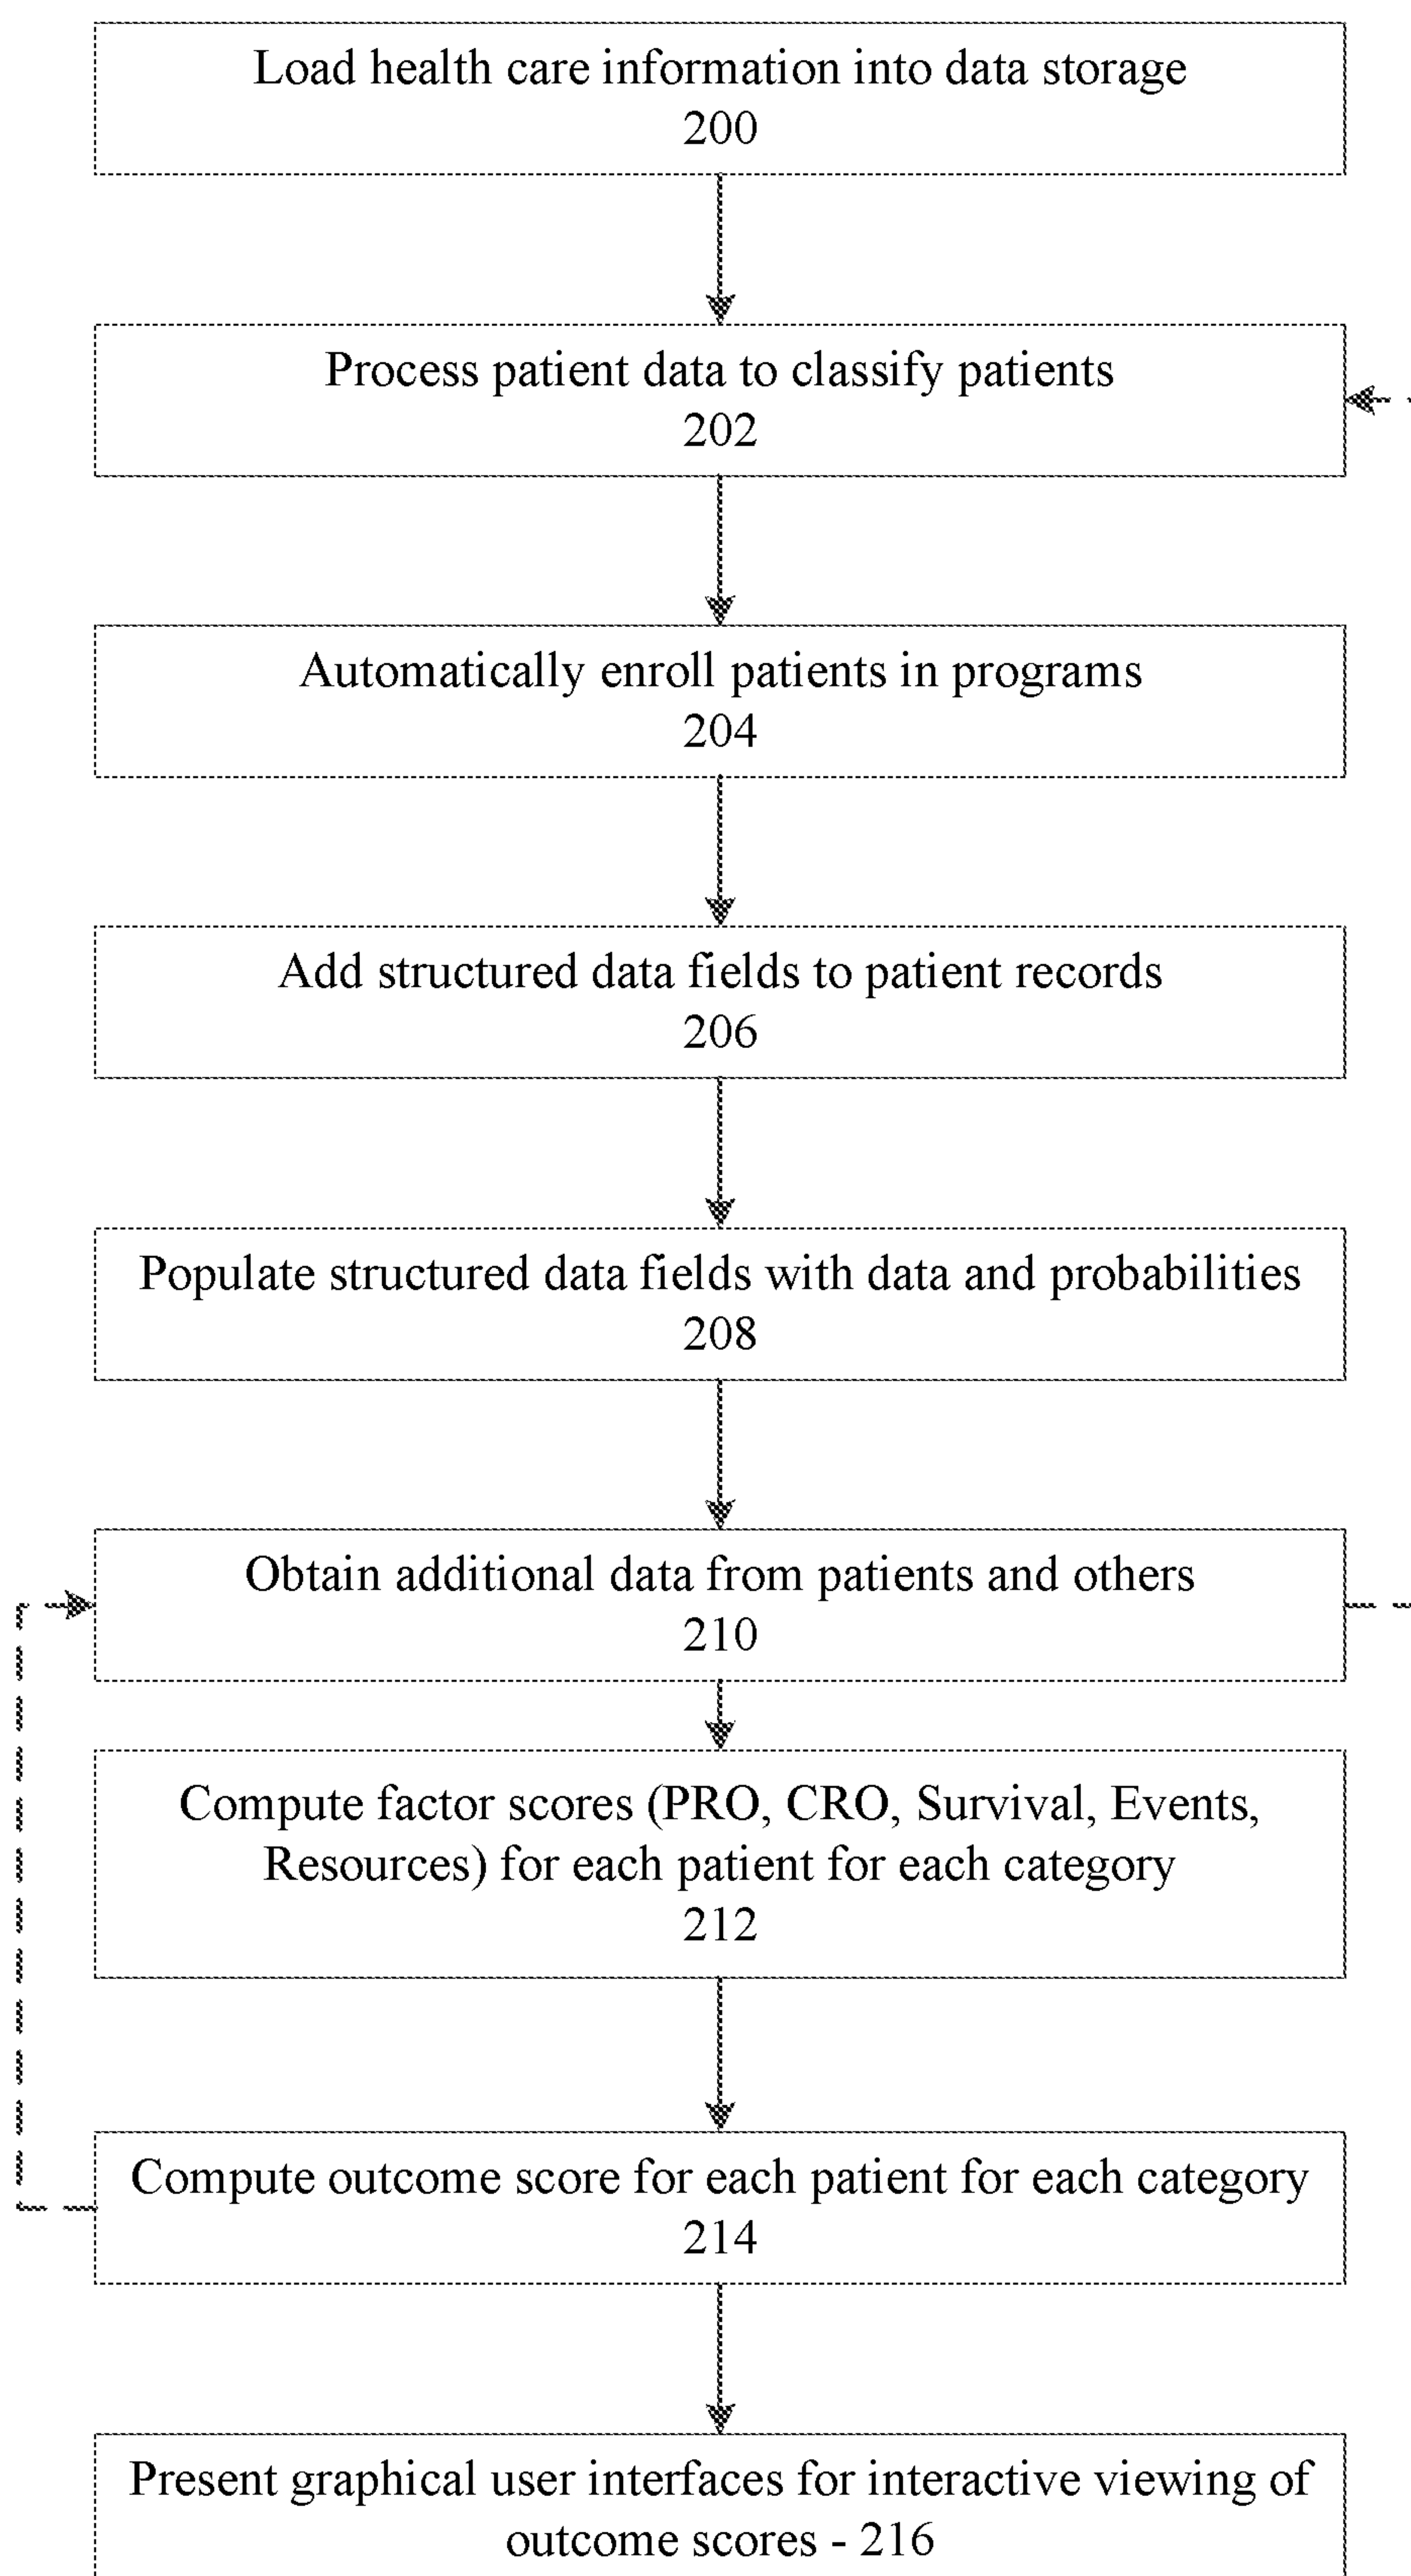 Load health care information into data storage
200
Process patient data to classify patients
202
Automatically enroll patients in programs
204
Add structured data fields to patient records
206
Populate structured data fields with data and probabilities
208
Obtain additional data from patients and others
210
Compute factor scores (PRO, CRO, Survival, Events,
Resources) for each patient for each category
212
Compute outcome score for each patient for each category
214
Present graphical user interfaces for interactive viewing of
outcome scores - 216